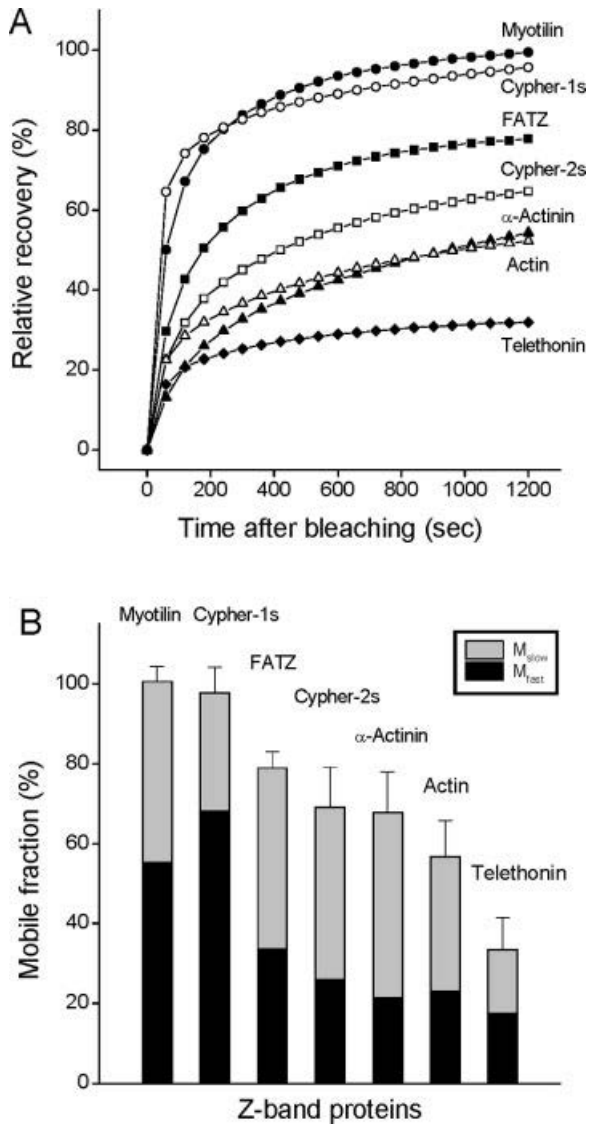 A
100
80
60
40
20
0
Relative recovery (%)
Myotilin
Cypher-1s
FATZ
Cypher-2s
α-Actinin
Actin
Telethonin
0 200 400 600 800 1000 1200
Time after bleaching (sec)
B
Myotilin Cypher-1s
FATZ
Cypher-2s
α-Actinin
Actin
Telethonin
M slow
M fast
100
80
60
40
20
0
Mobile fraction (%)
Z-band proteins